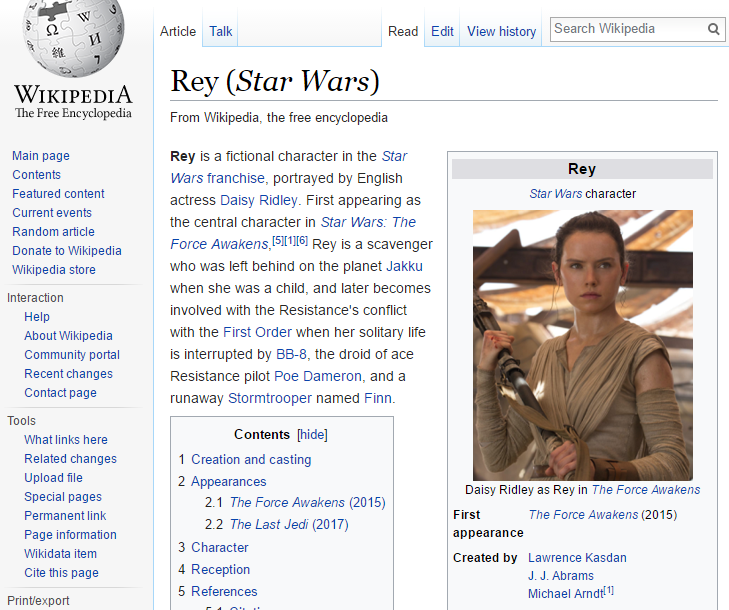 WIKIPEDIA
The Free Encyclopedia
Main page
Contents
Featured content
Current events
Random article
Donate to Wikipedia
Wikipedia store
Interaction
Help
About Wikipedia
Community portal
Recent changes
Contact page
Tools
What links here
Related changes
Upload file
Special pages
Permanent link
Page information
Wikidata item
Cite this page
Print/export
Article Talk Read Edit View history Search Wikipedia
Rey (Star Wars)
From Wikipedia, the free encyclopedia
Rey is a fictional character in the Star
Wars franchise, portrayed by English
actress Daisy Ridley. First appearing as
the central character in Star Wars: The
Force Awakens,[5][1][6] Rey is a scavenger
who was left behind on the planet Jakku
when she was a child, and later becomes
involved with the Resistance's conflict
with the First Order when her solitary life
is interrupted by BB-8, the droid of ace
Resistance pilot Poe Dameron, and a
runaway Stormtrooper named Finn.
Contents [hide]
1 Creation and casting
2 Appearances
2.1 The Force Awakens (2015)
2.2 The Last Jedi (2017)
3 Character
4 Reception
5 References
Rey
Star Wars character
Daisy Ridley as Rey in The Force Awakens
First appearance The Force Awakens (2015)
Created by Lawrence Kasdan
J. J. Abrams
Michael Arndt[1]